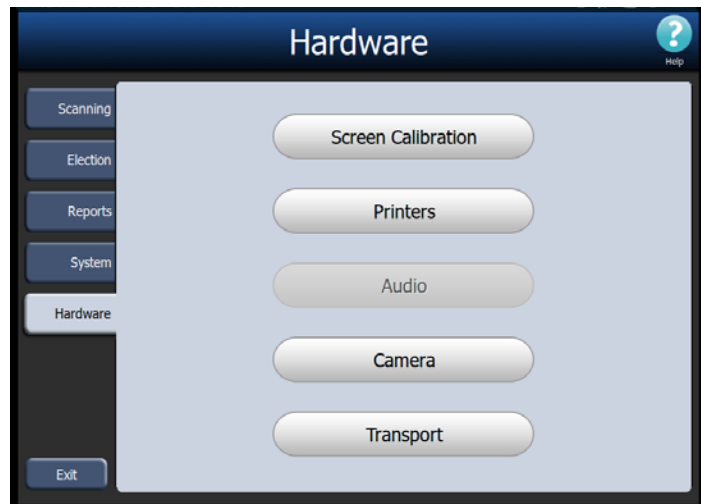 Hardware
Help
Scanning
Election
Reports
System
Hardware
Screen Calibration
Printers
Audio
Camera
Transport
Exit